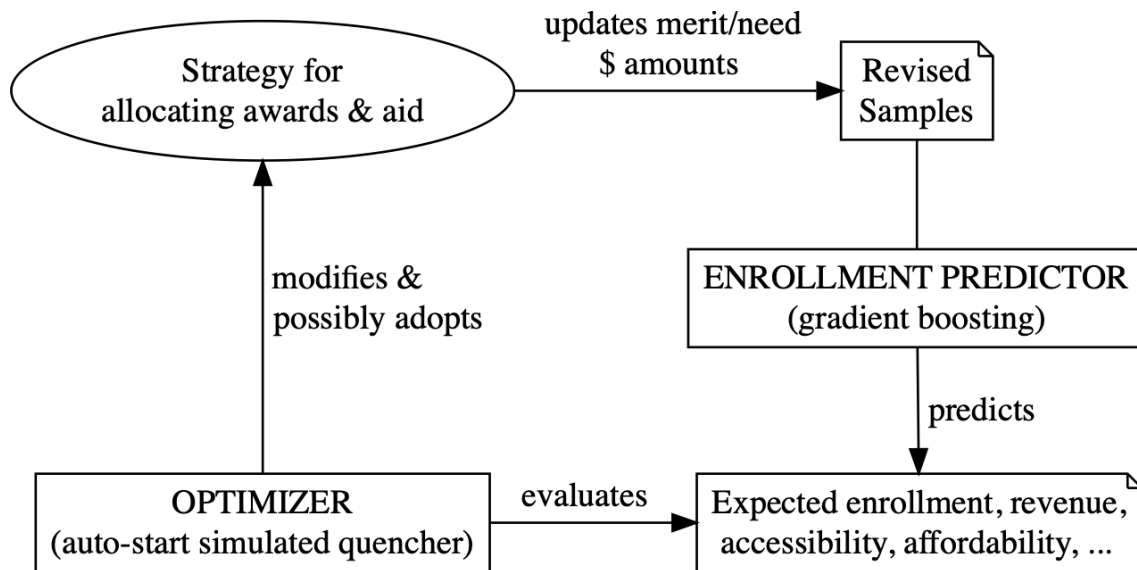 Strategy for
allocating awards & aid
updates merit/need
$ amounts
Revised
Samples
modifies &
possibly adopts
ENROLLMENT PREDICTOR
(gradient boosting)
predicts
OPTIMIZER
(auto-start simulated quencher)
evaluates
Expected enrollment, revenue,
accessibility, affordability, ...